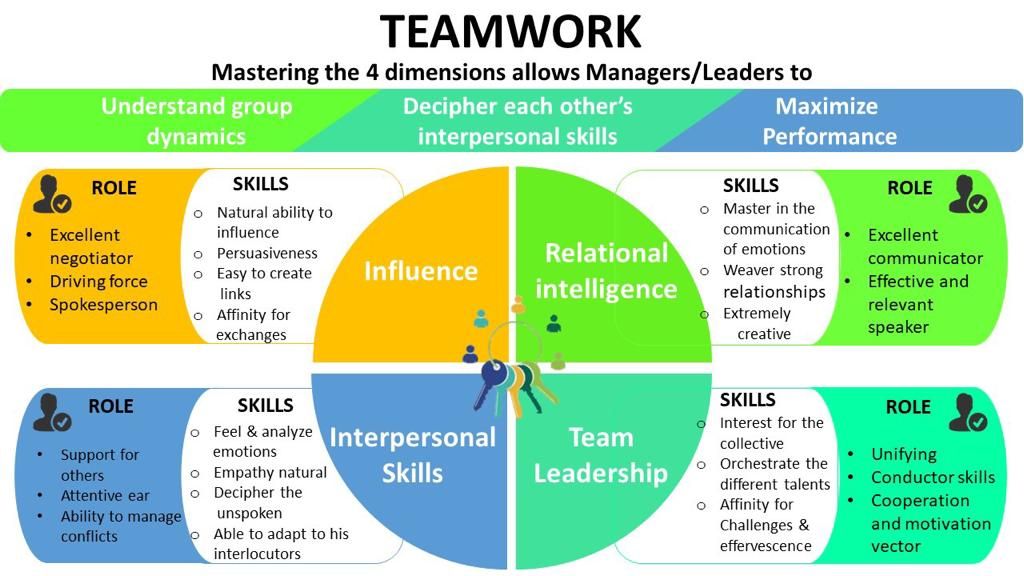 TEAMWORK
Mastering the 4 dimensions allows Managers/Leaders to
Understand group
dynamics
Decipher each other's
interpersonal skills
Maximize
Performance
ROLE
• Excellent
negotiator
• Driving force
• Spokesperson
SKILLS
o Natural ability to
influence
o Persuasiveness
o Easy to create
links
o Affinity for
exchanges
Influence
Relational
intelligence
SKILLS
o Master in the
communication
of emotions
o Weaver strong
relationships
o Extremely
creative
ROLE
• Excellent
communicator
• Effective and
relevant
speaker
ROLE
• Support for
others
• Attentive ear
• Ability to manage
conflicts
SKILLS
o Feel & analyze
emotions
o Empathy natural
o Decipher the
unspoken
o Able to adapt to his
interlocutors
Interpersonal
Skills
Team
Leadership
SKILLS
o Interest for the
collective
o Orchestrate the
different talents
o Affinity for
Challenges &
effervescence
ROLE
• Unifying
• Conductor skills
• Cooperation
and motivation
vector